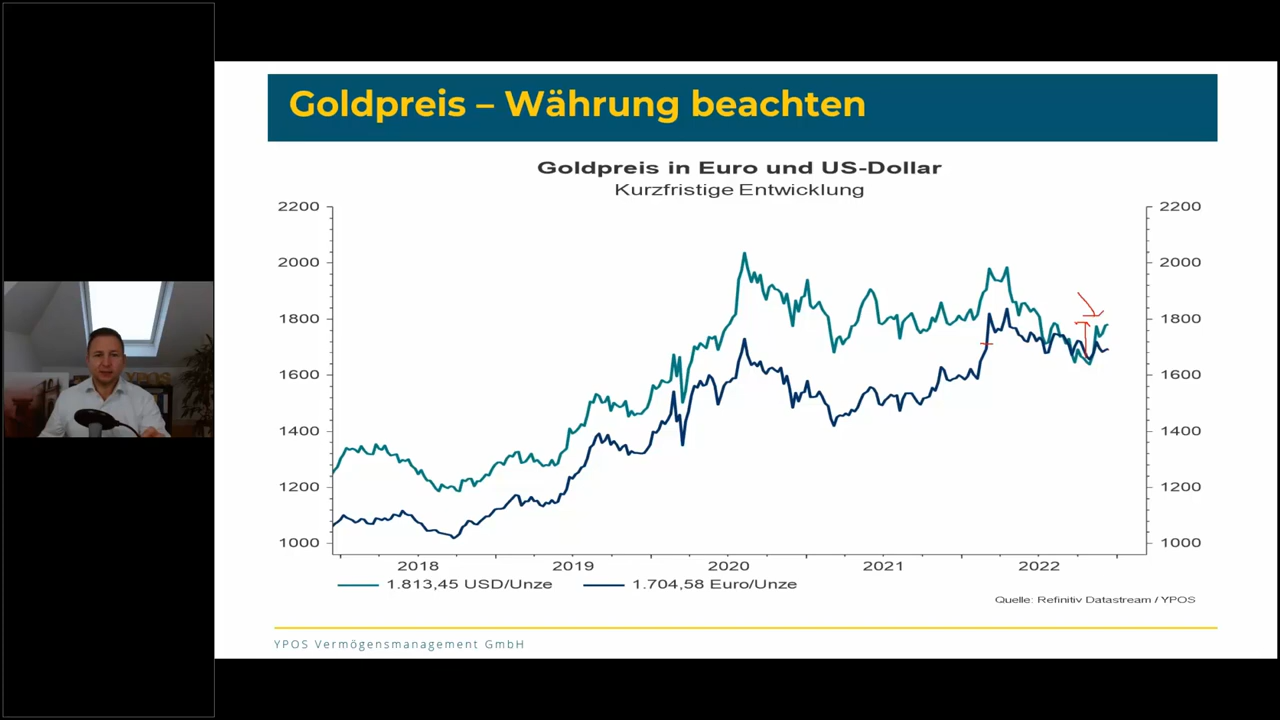 Goldpreis – Währung beachten
Goldpreis in Euro und US-Dollar
Kurzfristige Entwicklung
2200 2200
2000 2000
1800 1800
1600 1600
1400 1400
1200 1200
1000 1000
2018 2019 2020 2021 2022
1.813,45 USD/Unze 1.704,58 Euro/Unze
Quelle: Refinitiv Datastream / YPOS
YPOS Vermögensmanagement GmbH
YPOS